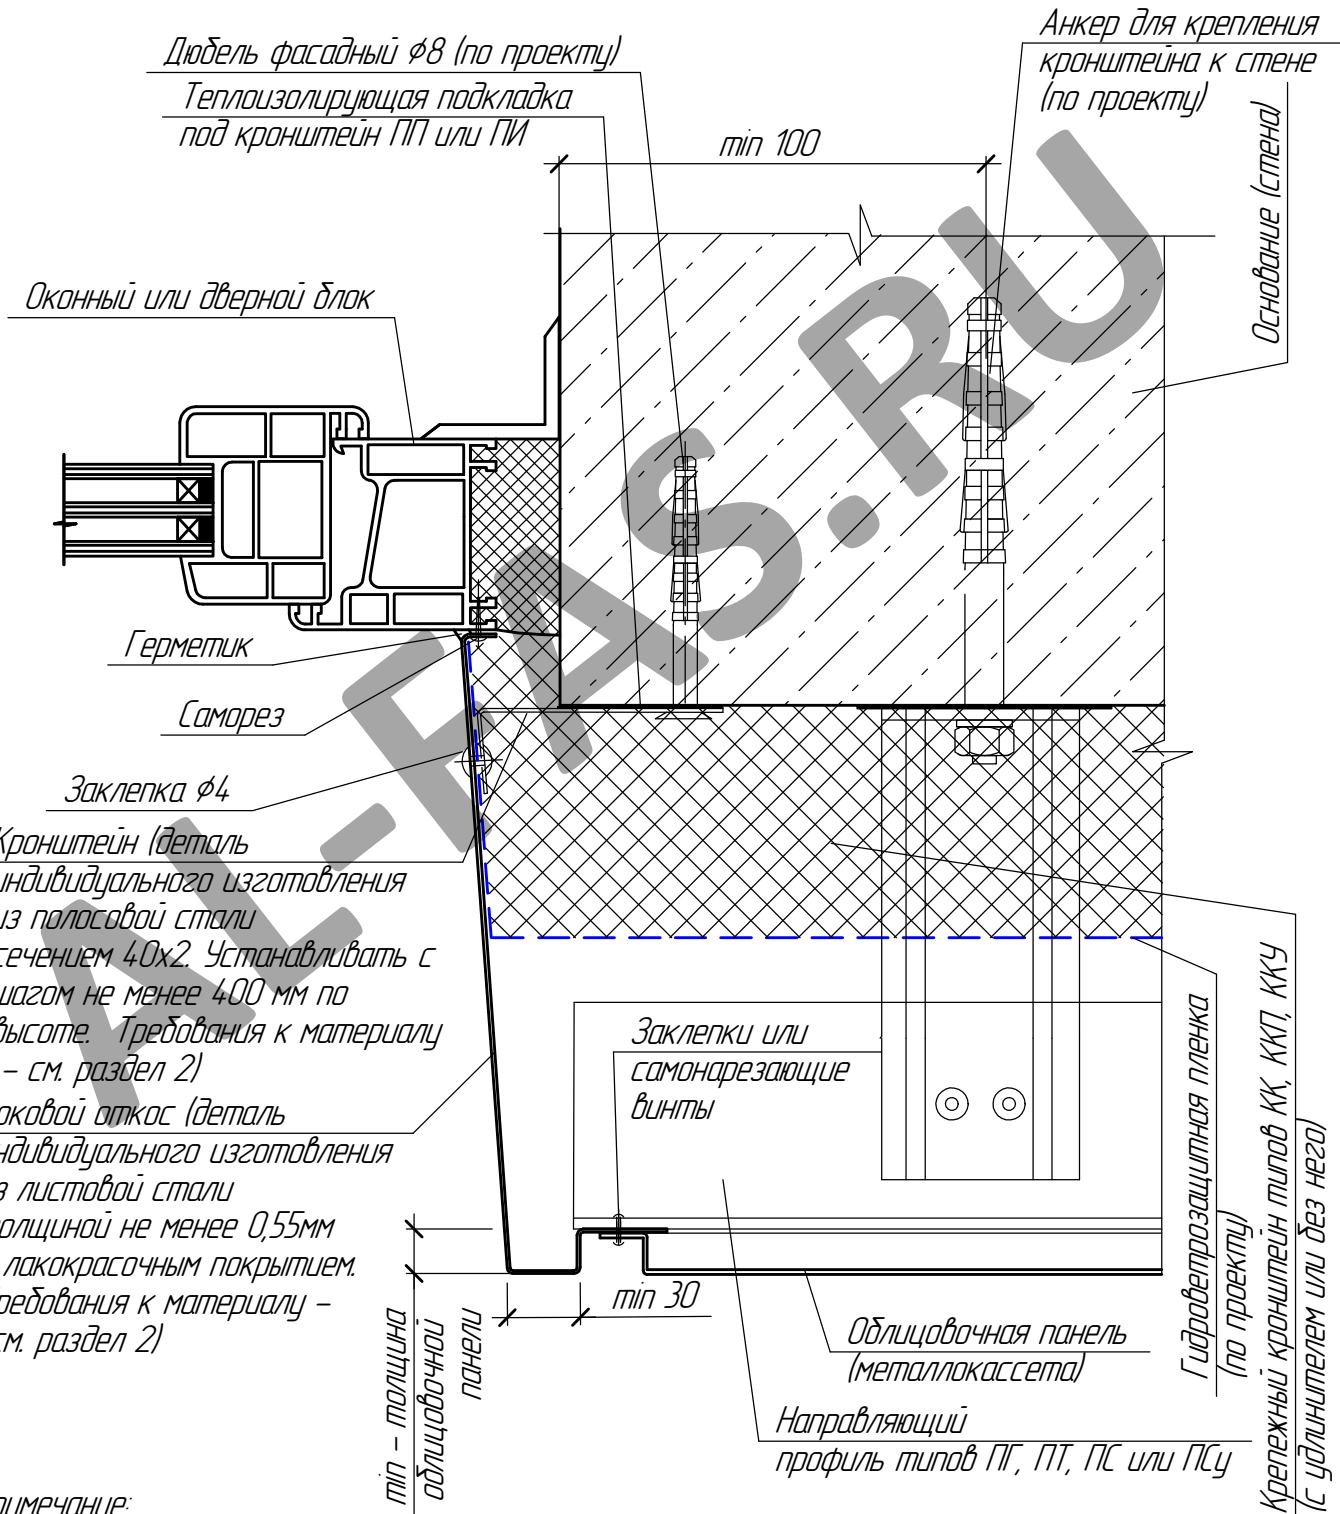 Дюбель фасадный ϕ8 (по проекту)
Теплоизолирующая подкладка
под кронштейн ПП или ПИ
Анкер для крепления
кронштейна к стене
(по проекту)
min 100
Основание (стена)
Оконный или дверной блок
Герметик
Саморез
Заклепка ϕ4
Кронштейн (деталь
индивидуального изготовления
из полосовой стали
сечением 40х2. Устанавливать с
шагом не менее 400 мм по
высоте. Требования к материалу
- см. раздел 2)
оковой откос (деталь
ндивидуального изготовления
з листовой стали
олщиной не менее 0,55мм
лакокрасочным покрытием.
ребования к материалу -
см. раздел 2)
Заклепки или
самонарезающие
винты
min 30
min - толщина
облицовочной
панели
Облицовочная панель
(металлокассета)
Направляющий
профиль типов ПГ, ПТ, ПС или ПСу
Гидроветрозащитная пленка
(по проекту)
Крепежный кронштейн типов КК, ККП, ККУ
(с удлинителем или без него)
римечание:
AL-FAS.RU